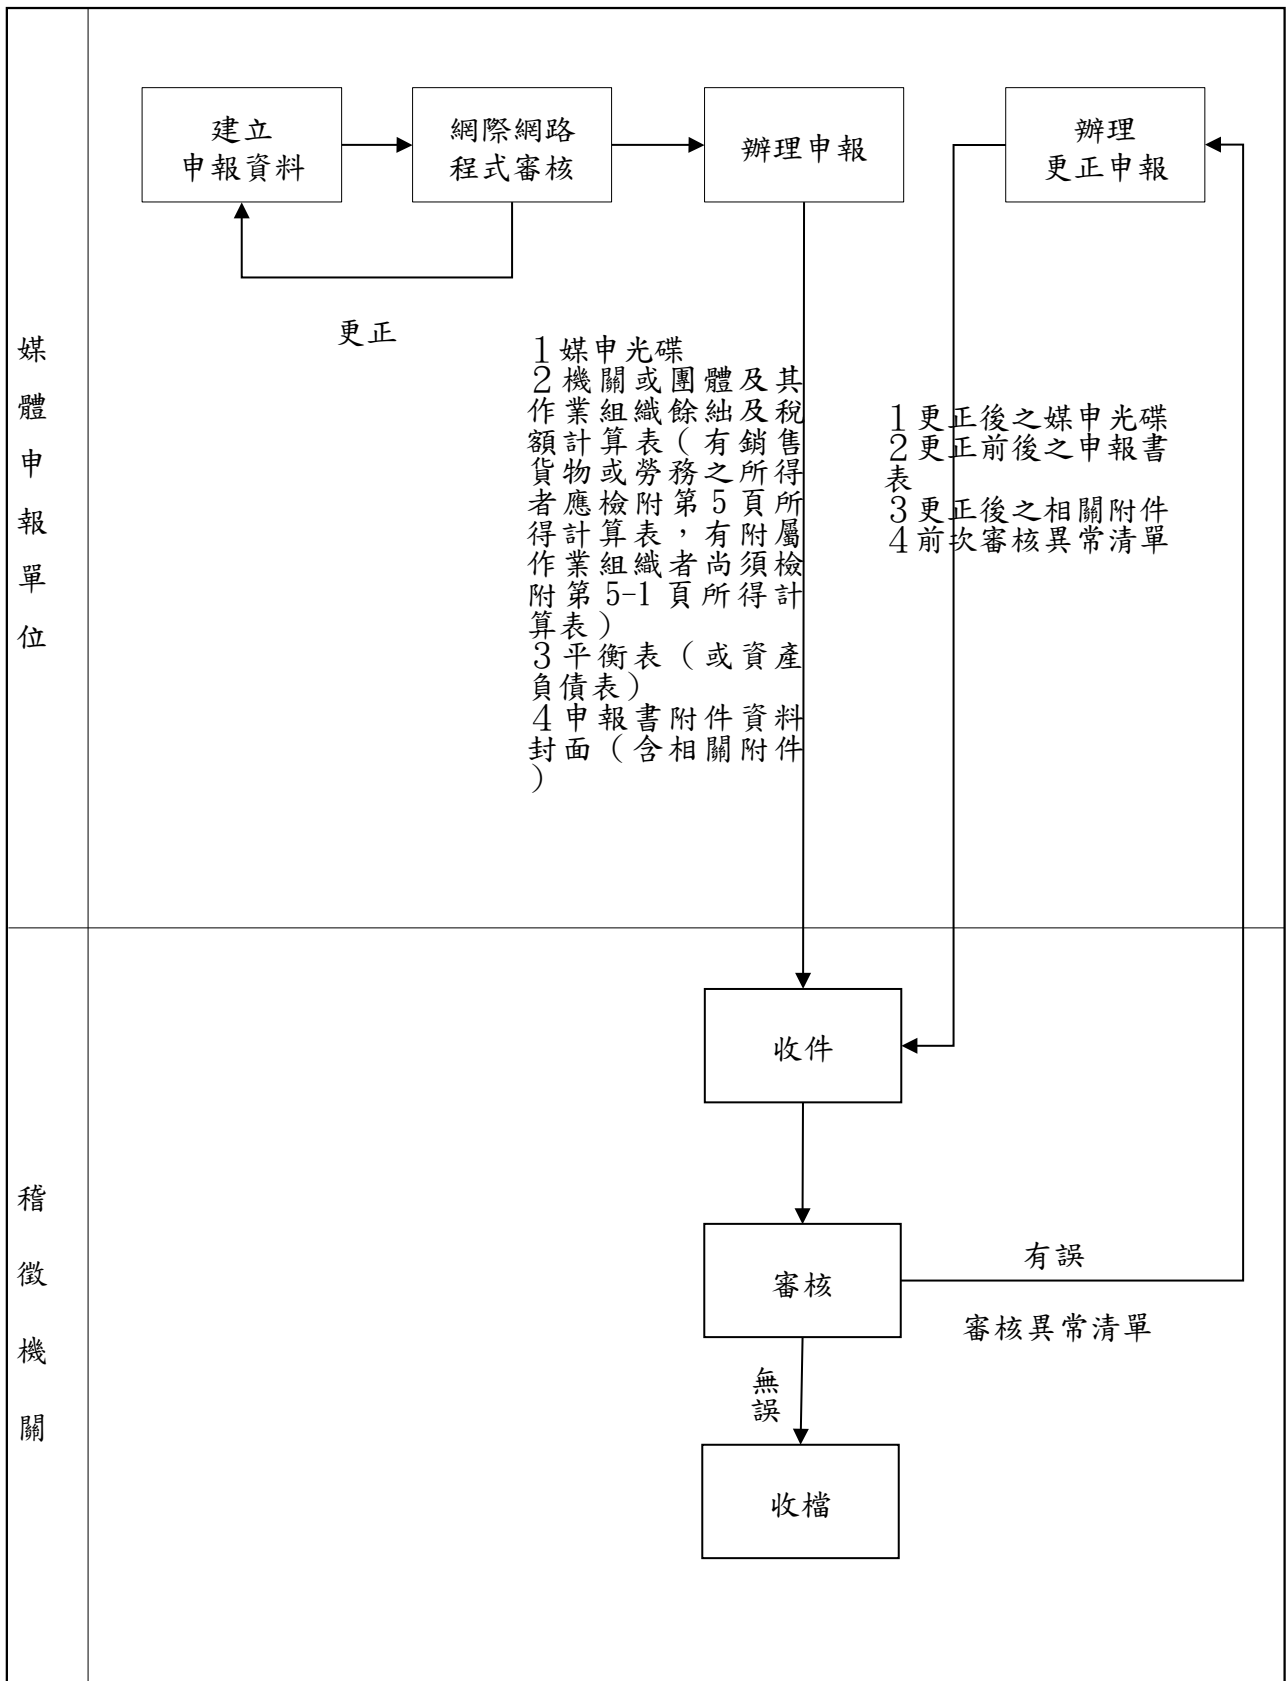 建立
申報資料
網際網路
程式審核
辦理申報
辦理
更正申報
更正
1媒申光碟
2機關或團體及其
作業組織餘絀及稅
額計算表（有銷售
貨物或勞務之所得
者應檢附第5頁所
得計算表，有附屬
作業組織者尚須檢
附第5-1頁所得計
算表）
3平衡表（或資產
負債表）
4申報書附件資料
封面（含相關附件
）
1更正後之媒申光碟
2更正前後之申報書
表
3更正後之相關附件
4前次審核異常清單
媒體申報單位
收件
審核
有誤
審核異常清單
無誤
收檔
稽徵機關